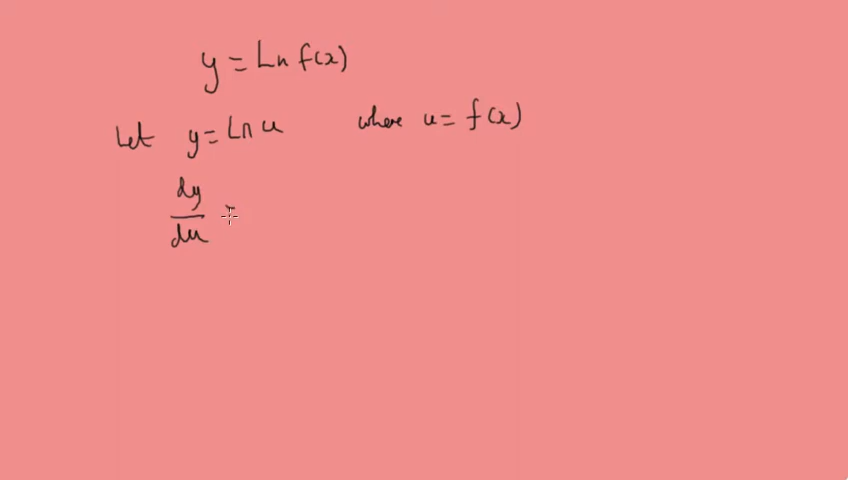 y = Ln f(x)
Let y = Ln u where u = f(x)
dy
du